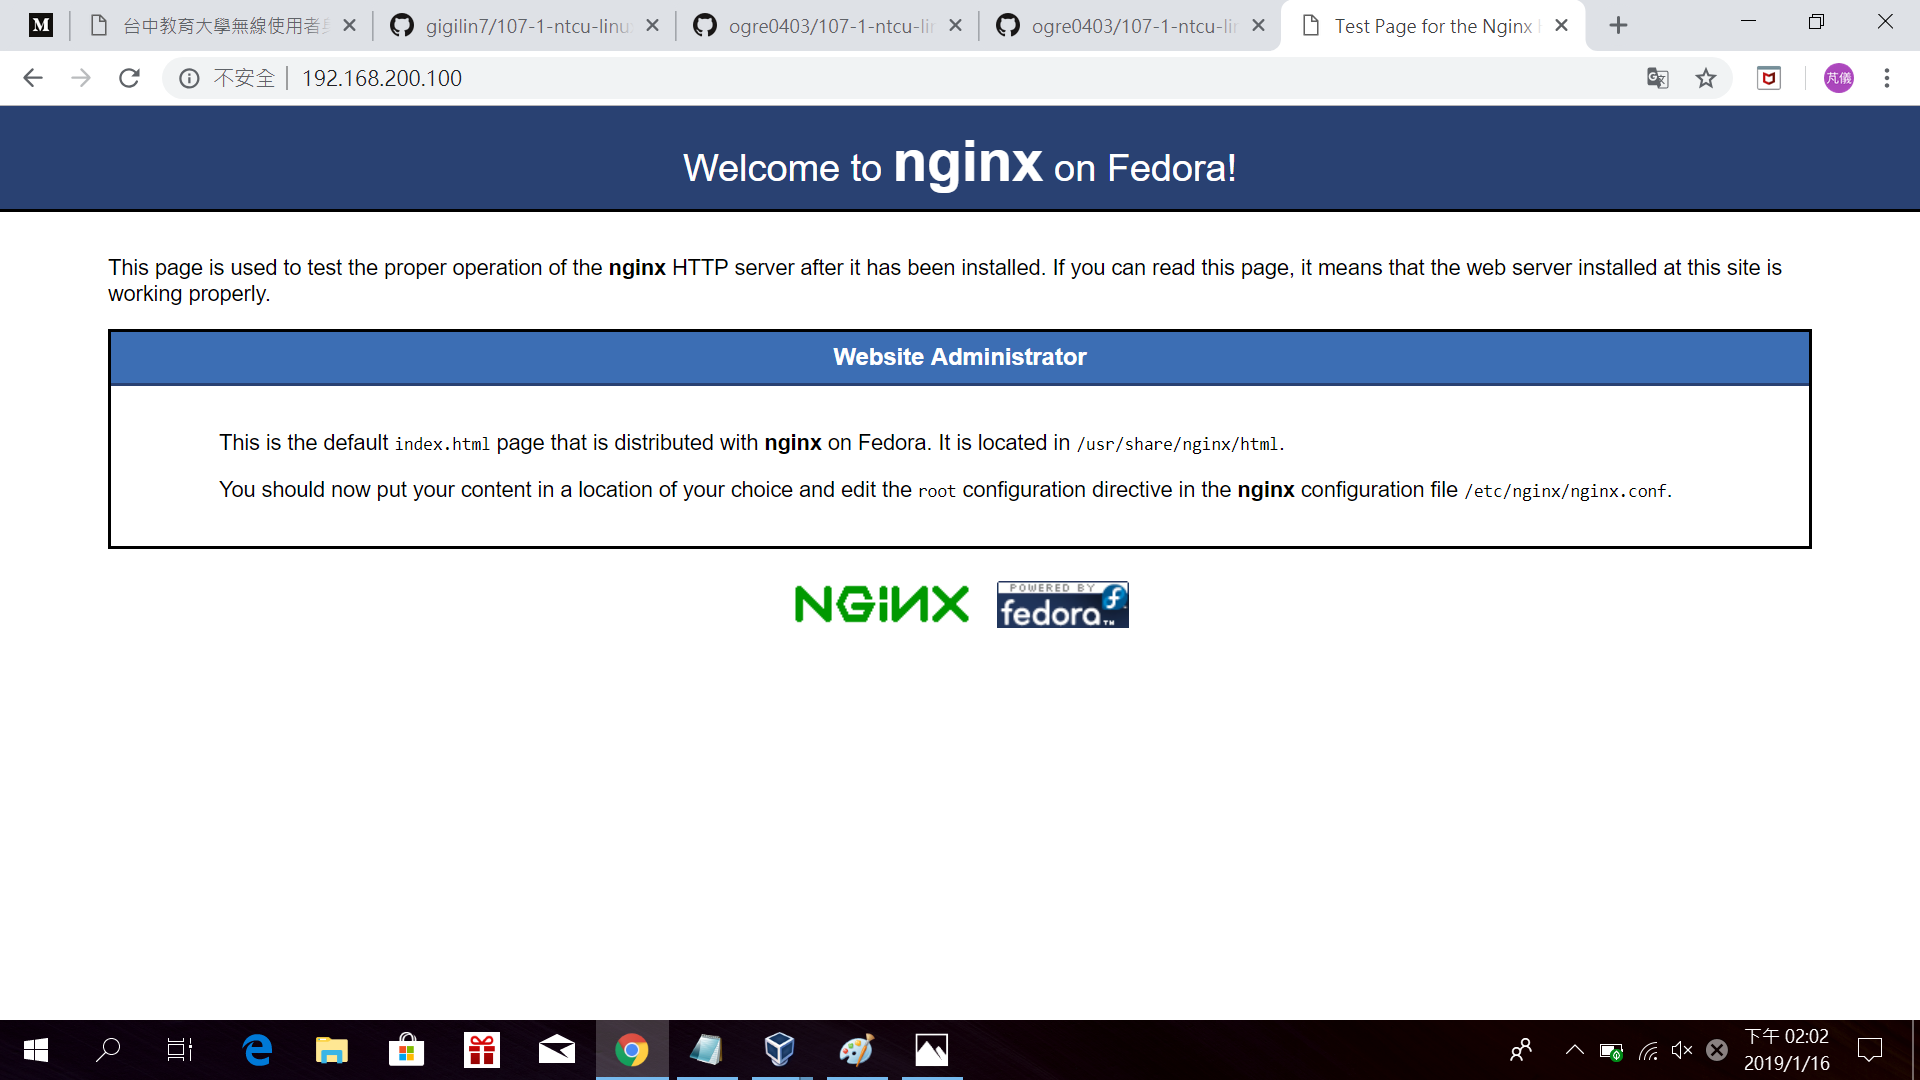 M
台中教育大學無線使用者
gigilin7/107-1-ntcu-linu
ogre0403/107-1-ntcu-lin
ogre0403/107-1-ntcu-lin
Test Page for the Nginx
不安全 | 192.168.200.100
芃儀
Welcome to nginx on Fedora!
This page is used to test the proper operation of the nginx HTTP server after it has been installed. If you can read this page, it means that the web server installed at this site is
working properly.
Website Administrator
This is the default index.html page that is distributed with nginx on Fedora. It is located in /usr/share/nginx/html.
You should now put your content in a location of your choice and edit the root configuration directive in the nginx configuration file /etc/nginx/nginx.conf.
NGiNX
POWERED BY
fedora™
下午 02:02
2019/1/16